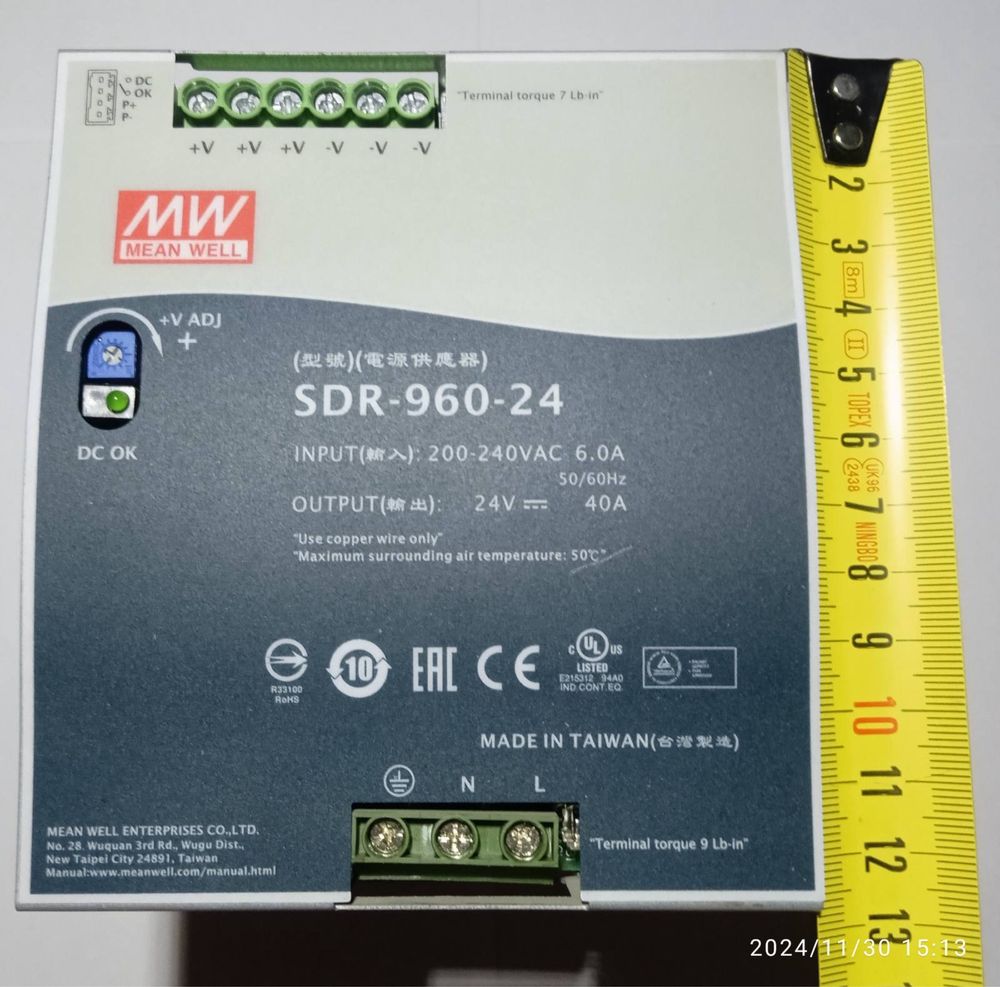 DC
OK
P+
P-
"Terminal torque 7 Lb-in"
+V +V +V -V -V -V
MW
MEAN WELL
+V ADJ
+
DC OK
(型號)(電源供應器)
SDR-960-24
INPUT(輸入): 200-240VAC 6.0A
50/60Hz
OUTPUT(輸出): 24V 40A
"Use copper wire only"
"Maximum surrounding air temperature: 50℃"
R33100
RoHS
10
EAC
CE
C UL US
LISTED
E215312 94A0
IND.CONT.EQ.
MADE IN TAIWAN(台灣製造)
N L
MEAN WELL ENTERPRISES CO.,LTD.
No. 28. Wuquan 3rd Rd., Wugu Dist.,
New Taipei City 24891, Taiwan
Manual:www.meanwell.com/manual.html
"Terminal torque 9 Lb-in"
2
3
8m
4
II
5
TOPEX
6
UK96
2438
7
NINGBO
8
9
10
11
12
13
2024/11/30 15:13